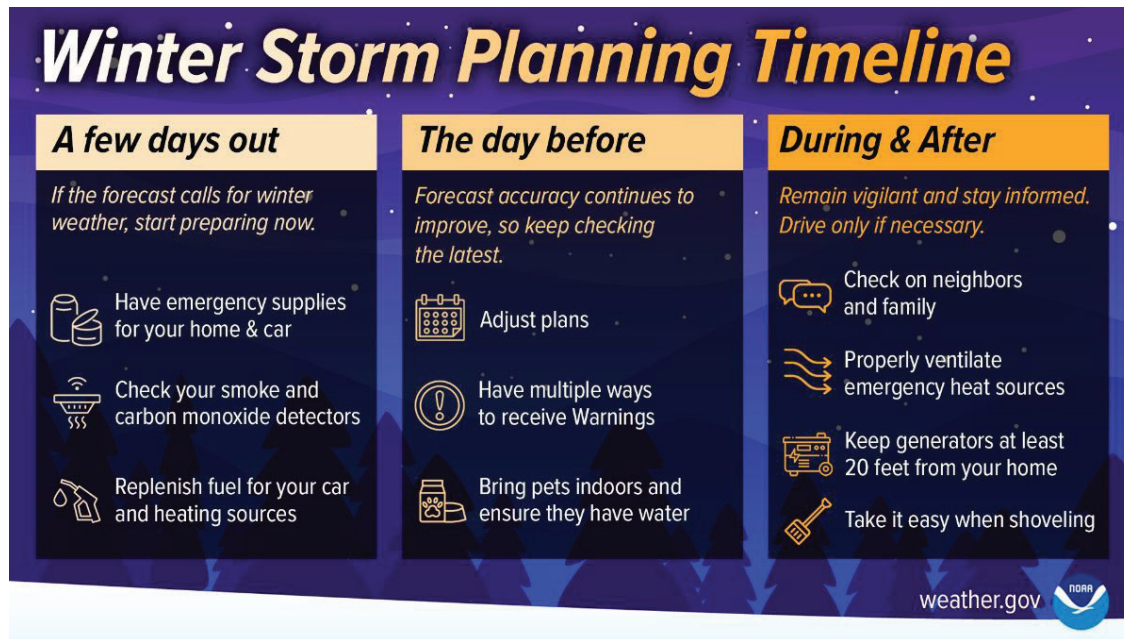 Winter Storm Planning Timeline
A few days out
If the forecast calls for winter
weather, start preparing now.
Have emergency supplies
for your home & car
Check your smoke and
carbon monoxide detectors
Replenish fuel for your car
and heating sources
The day before
Forecast accuracy continues to
improve, so keep checking
the latest.
Adjust plans
Have multiple ways
to receive Warnings
Bring pets indoors and
ensure they have water
During & After
Remain vigilant and stay informed.
Drive only if necessary.
Check on neighbors
and family
Properly ventilate
emergency heat sources
Keep generators at least
20 feet from your home
Take it easy when shoveling
weather.gov
NOAA